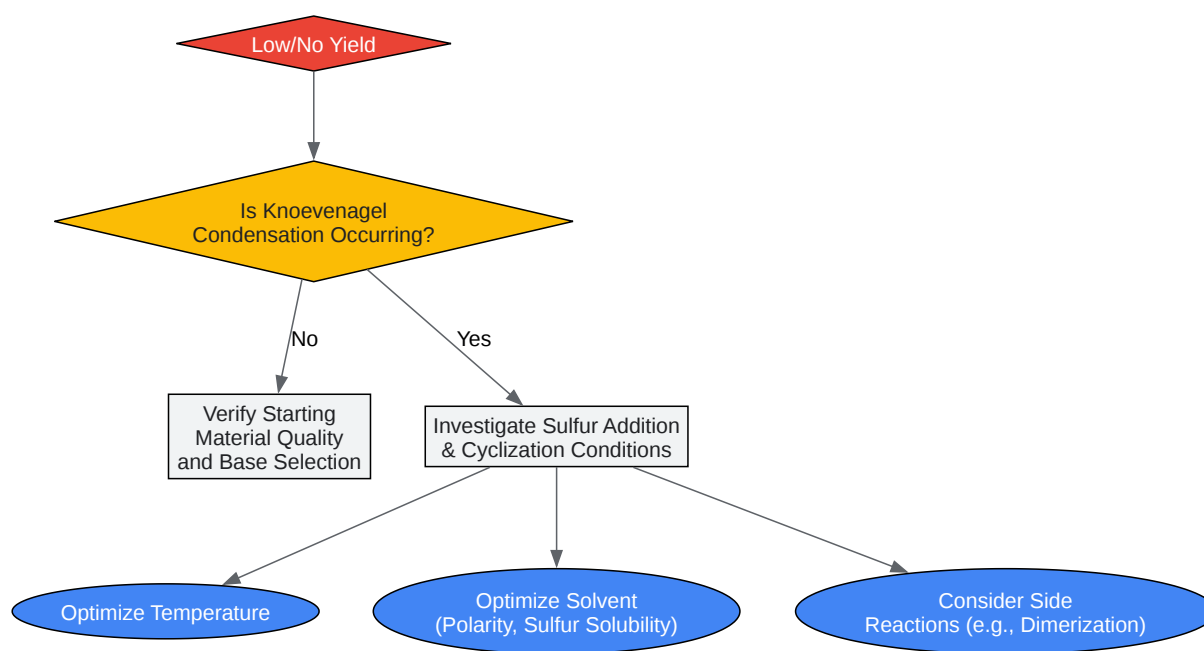 Low/No Yield
Is Knoevenagel
Condensation Occurring?
No
Yes
Verify Starting
Material Quality
and Base Selection
Investigate Sulfur Addition
& Cyclization Conditions
Optimize Temperature
Optimize Solvent
(Polarity, Sulfur Solubility)
Consider Side
Reactions (e.g., Dimerization)